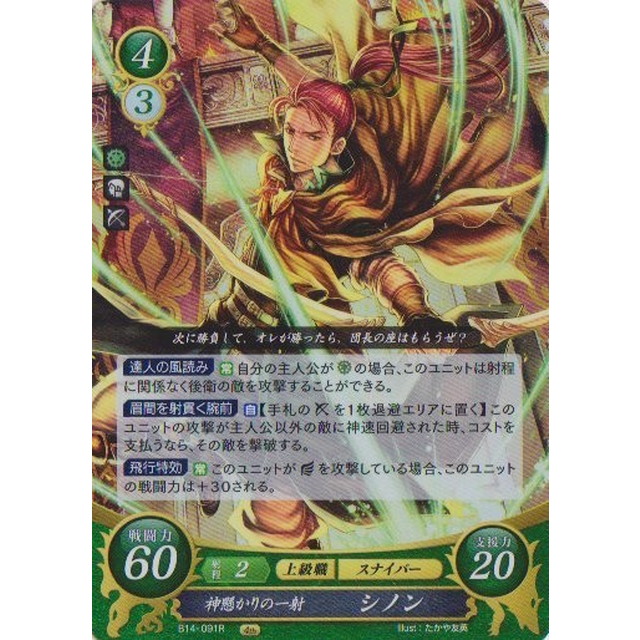 4
3
次に勝負して、オレが勝ったら、団長の座はもらうぜ?
達人の風読み 常 自分の主人公が の場合、このユニットは射程
に関係なく後衛の敵を攻撃することができる。
眉間を射貫く腕前 自【手札の を1枚退避エリアに置く】この
ユニットの攻撃が主人公以外の敵に神速回避された時、コストを
支払うなら、その敵を撃破する。
飛行特効 常 このユニットが を攻撃している場合、このユニット
の戦闘力は+30される。
戦闘力
60
射程 2 上級職 スナイパー
支援力
20
神懸かりの一射 シノン
B14-091R 4th Illust:たかや友英